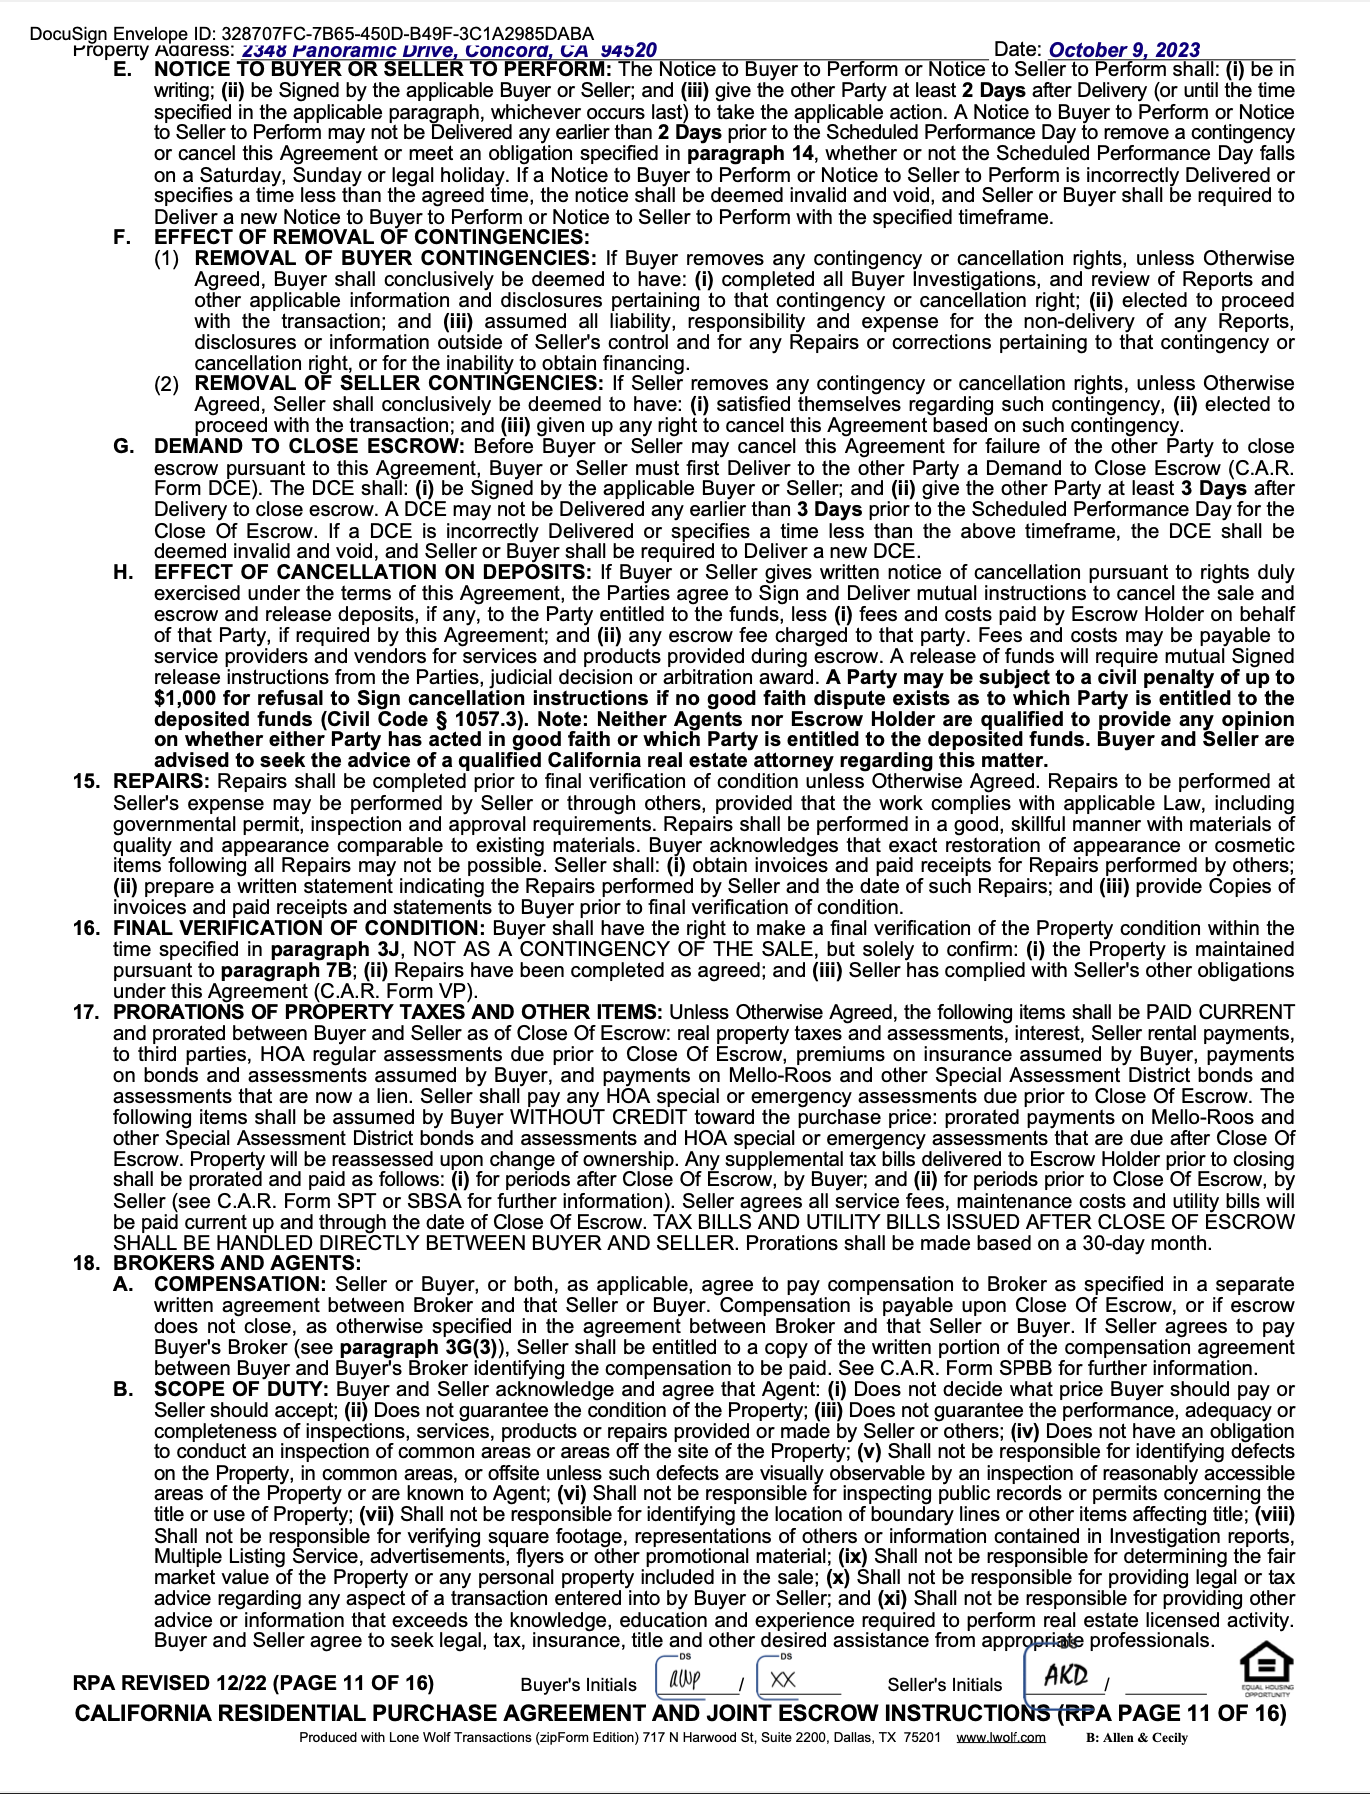 DocuSign Envelope ID: 328707FC-7B65-450D-B49F-3C1A2985DABA
Property Address: 2348 Panoramic Drive, Concord, CA 94520 Date: October 9, 2023
E. NOTICE TO BUYER OR SELLER TO PERFORM: The Notice to Buyer to Perform or Notice to Seller to Perform shall: (i) be in
writing; (ii) be Signed by the applicable Buyer or Seller; and (iii) give the other Party at least 2 Days after Delivery (or until the time
specified in the applicable paragraph, whichever occurs last) to take the applicable action. A Notice to Buyer to Perform or Notice
to Seller to Perform may not be Delivered any earlier than 2 Days prior to the Scheduled Performance Day to remove a contingency
or cancel this Agreement or meet an obligation specified in paragraph 14, whether or not the Scheduled Performance Day falls
on a Saturday, Sunday or legal holiday. If a Notice to Buyer to Perform or Notice to Seller to Perform is incorrectly Delivered or
specifies a time less than the agreed time, the notice shall be deemed invalid and void, and Seller or Buyer shall be required to
Deliver a new Notice to Buyer to Perform or Notice to Seller to Perform with the specified timeframe.
F. EFFECT OF REMOVAL OF CONTINGENCIES:
(1) REMOVAL OF BUYER CONTINGENCIES: If Buyer removes any contingency or cancellation rights, unless Otherwise
Agreed, Buyer shall conclusively be deemed to have: (i) completed all Buyer Investigations, and review of Reports and
other applicable information and disclosures pertaining to that contingency or cancellation right; (ii) elected to proceed
with the transaction; and (iii) assumed all liability, responsibility and expense for the non-delivery of any Reports,
disclosures or information outside of Seller's control and for any Repairs or corrections pertaining to that contingency or
cancellation right, or for the inability to obtain financing.
(2) REMOVAL OF SELLER CONTINGENCIES: If Seller removes any contingency or cancellation rights, unless Otherwise
Agreed, Seller shall conclusively be deemed to have: (i) satisfied themselves regarding such contingency, (ii) elected to
proceed with the transaction; and (iii) given up any right to cancel this Agreement based on such contingency.
G. DEMAND TO CLOSE ESCROW: Before Buyer or Seller may cancel this Agreement for failure of the other Party to close
escrow pursuant to this Agreement, Buyer or Seller must first Deliver to the other Party a Demand to Close Escrow (C.A.R.
Form DCE). The DCE shall: (i) be Signed by the applicable Buyer or Seller; and (ii) give the other Party at least 3 Days after
Delivery to close escrow. A DCE may not be Delivered any earlier than 3 Days prior to the Scheduled Performance Day for the
Close Of Escrow. If a DCE is incorrectly Delivered or specifies a time less than the above timeframe, the DCE shall be
deemed invalid and void, and Seller or Buyer shall be required to Deliver a new DCE.
H. EFFECT OF CANCELLATION ON DEPOSITS: If Buyer or Seller gives written notice of cancellation pursuant to rights duly
exercised under the terms of this Agreement, the Parties agree to Sign and Deliver mutual instructions to cancel the sale and
escrow and release deposits, if any, to the Party entitled to the funds, less (i) fees and costs paid by Escrow Holder on behalf
of that Party, if required by this Agreement; and (ii) any escrow fee charged to that party. Fees and costs may be payable to
service providers and vendors for services and products provided during escrow. A release of funds will require mutual Signed
release instructions from the Parties, judicial decision or arbitration award. A Party may be subject to a civil penalty of up to
$1,000 for refusal to Sign cancellation instructions if no good faith dispute exists as to which Party is entitled to the
deposited funds (Civil Code § 1057.3). Note: Neither Agents nor Escrow Holder are qualified to provide any opinion
on whether either Party has acted in good faith or which Party is entitled to the deposited funds. Buyer and Seller are
advised to seek the advice of a qualified California real estate attorney regarding this matter.
15. REPAIRS: Repairs shall be completed prior to final verification of condition unless Otherwise Agreed. Repairs to be performed at
Seller's expense may be performed by Seller or through others, provided that the work complies with applicable Law, including
governmental permit, inspection and approval requirements. Repairs shall be performed in a good, skillful manner with materials of
quality and appearance comparable to existing materials. Buyer acknowledges that exact restoration of appearance or cosmetic
items following all Repairs may not be possible. Seller shall: (i) obtain invoices and paid receipts for Repairs performed by others;
(ii) prepare a written statement indicating the Repairs performed by Seller and the date of such Repairs; and (iii) provide Copies of
invoices and paid receipts and statements to Buyer prior to final verification of condition.
16. FINAL VERIFICATION OF CONDITION: Buyer shall have the right to make a final verification of the Property condition within the
time specified in paragraph 3J, NOT AS A CONTINGENCY OF THE SALE, but solely to confirm: (i) the Property is maintained
pursuant to paragraph 7B; (ii) Repairs have been completed as agreed; and (iii) Seller has complied with Seller's other obligations
under this Agreement (C.A.R. Form VP).
17. PRORATIONS OF PROPERTY TAXES AND OTHER ITEMS: Unless Otherwise Agreed, the following items shall be PAID CURRENT
and prorated between Buyer and Seller as of Close Of Escrow: real property taxes and assessments, interest, Seller rental payments,
to third parties, HOA regular assessments due prior to Close Of Escrow, premiums on insurance assumed by Buyer, payments
on bonds and assessments assumed by Buyer, and payments on Mello-Roos and other Special Assessment District bonds and
assessments that are now a lien. Seller shall pay any HOA special or emergency assessments due prior to Close Of Escrow. The
following items shall be assumed by Buyer WITHOUT CREDIT toward the purchase price: prorated payments on Mello-Roos and
other Special Assessment District bonds and assessments and HOA special or emergency assessments that are due after Close Of
Escrow. Property will be reassessed upon change of ownership. Any supplemental tax bills delivered to Escrow Holder prior to closing
shall be prorated and paid as follows: (i) for periods after Close Of Escrow, by Buyer; and (ii) for periods prior to Close Of Escrow, by
Seller (see C.A.R. Form SPT or SBSA for further information). Seller agrees all service fees, maintenance costs and utility bills will
be paid current up and through the date of Close Of Escrow. TAX BILLS AND UTILITY BILLS ISSUED AFTER CLOSE OF ESCROW
SHALL BE HANDLED DIRECTLY BETWEEN BUYER AND SELLER. Prorations shall be made based on a 30-day month.
18. BROKERS AND AGENTS:
A. COMPENSATION: Seller or Buyer, or both, as applicable, agree to pay compensation to Broker as specified in a separate
written agreement between Broker and that Seller or Buyer. Compensation is payable upon Close Of Escrow, or if escrow
does not close, as otherwise specified in the agreement between Broker and that Seller or Buyer. If Seller agrees to pay
Buyer's Broker (see paragraph 3G(3)), Seller shall be entitled to a copy of the written portion of the compensation agreement
between Buyer and Buyer's Broker identifying the compensation to be paid. See C.A.R. Form SPBB for further information.
B. SCOPE OF DUTY: Buyer and Seller acknowledge and agree that Agent: (i) Does not decide what price Buyer should pay or
Seller should accept; (ii) Does not guarantee the condition of the Property; (iii) Does not guarantee the performance, adequacy or
completeness of inspections, services, products or repairs provided or made by Seller or others; (iv) Does not have an obligation
to conduct an inspection of common areas or areas off the site of the Property; (v) Shall not be responsible for identifying defects
on the Property, in common areas, or offsite unless such defects are visually observable by an inspection of reasonably accessible
areas of the Property or are known to Agent; (vi) Shall not be responsible for inspecting public records or permits concerning the
title or use of Property; (vii) Shall not be responsible for identifying the location of boundary lines or other items affecting title; (viii)
Shall not be responsible for verifying square footage, representations of others or information contained in Investigation reports,
Multiple Listing Service, advertisements, flyers or other promotional material; (ix) Shall not be responsible for determining the fair
market value of the Property or any personal property included in the sale; (x) Shall not be responsible for providing legal or tax
advice regarding any aspect of a transaction entered into by Buyer or Seller; and (xi) Shall not be responsible for providing other
advice or information that exceeds the knowledge, education and experience required to perform real estate licensed activity.
Buyer and Seller agree to seek legal, tax, insurance, title and other desired assistance from appropriate professionals.
DS DS DS
RPA REVISED 12/22 (PAGE 11 OF 16) Buyer's Initials / XX Seller's Initials AKD /
EQUAL HOUSING
OPPORTUNITY
CALIFORNIA RESIDENTIAL PURCHASE AGREEMENT AND JOINT ESCROW INSTRUCTIONS (RPA PAGE 11 OF 16)
Produced with Lone Wolf Transactions (zipForm Edition) 717 N Harwood St, Suite 2200, Dallas, TX 75201 www.lwolf.com B: Allen & Cecily